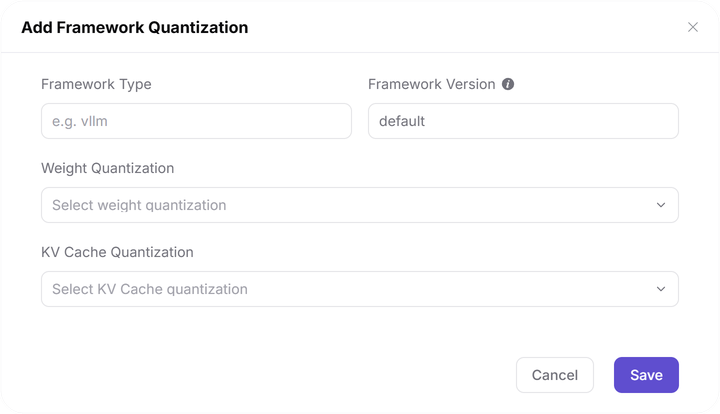 Add Framework Quantization
Framework Type
Framework Version
e.g. vllm
default
Weight Quantization
Select weight quantization
KV Cache Quantization
Select KV Cache quantization
Cancel
Save